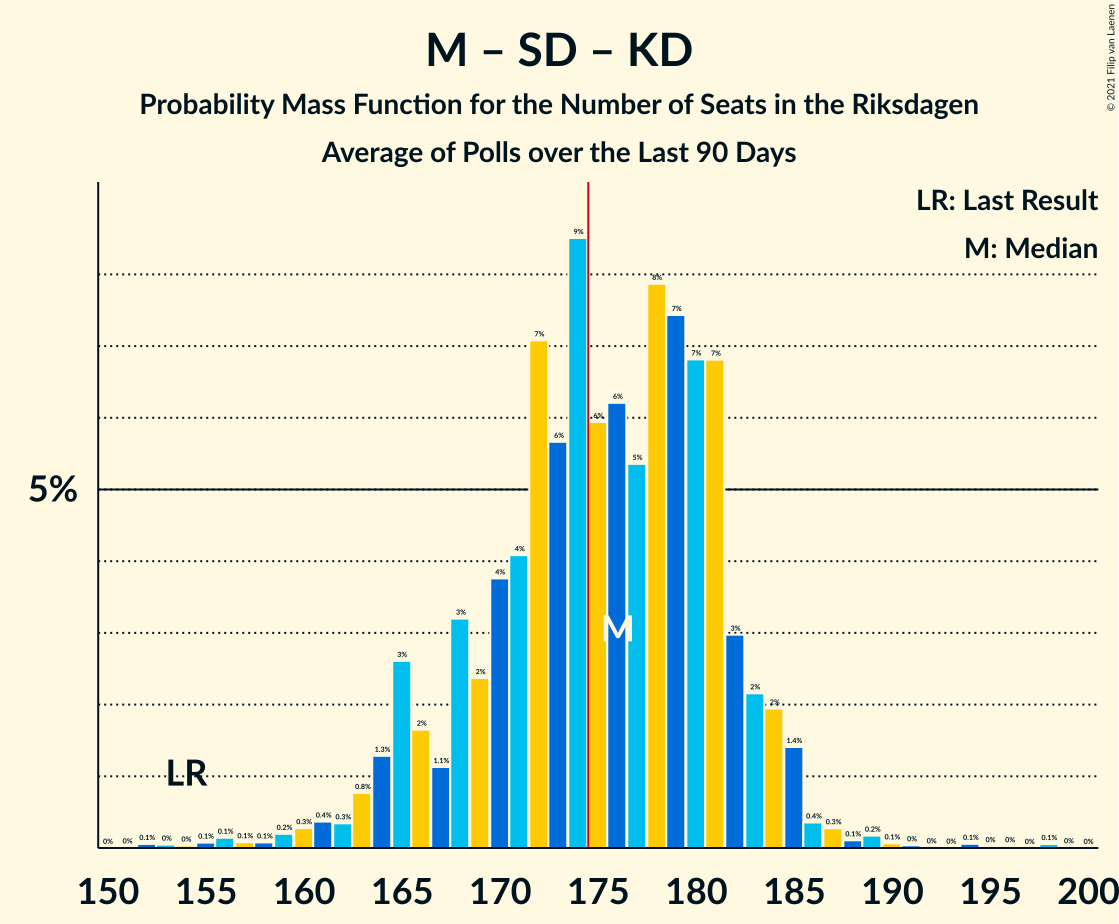 M – SD – KD
Probability Mass Function for the Number of Seats in the Riksdagen
Average of Polls over the Last 90 Days
© 2021 Filip van Laenen
LR: Last Result
M: Median
5%
0% 0% 0.1% 0% 0% 0.1% 0.1% 0.1% 0.1% 0.2% 0.3% 0.4% 0.3% 0.8% 1.3% 3% 2% 1.1% 3% 2% 4% 4% 7% 6% 9% 6% 6% 5% 8% 7% 7% 7% 3% 2% 2% 1.4% 0.4% 0.3% 0.1% 0.2% 0.1% 0% 0% 0% 0.1% 0% 0% 0% 0.1% 0% 0%
M
LR
150 155 160 165 170 175 180 185 190 195 200